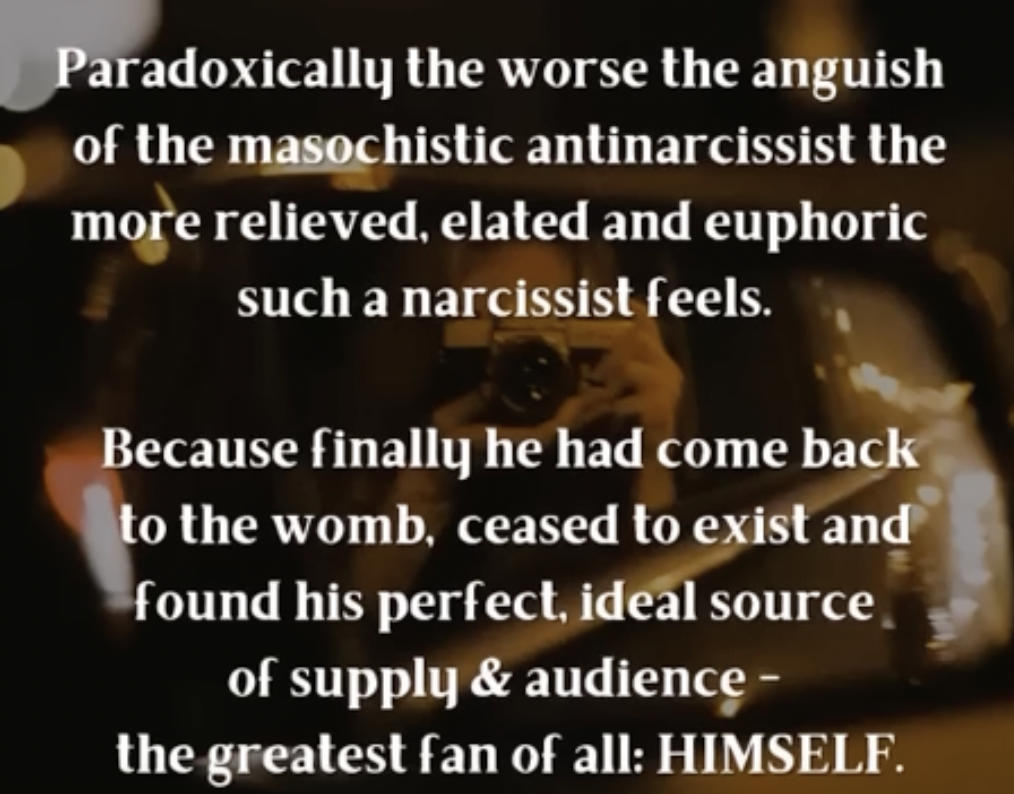 Paradoxically the worse the anguish
of the masochistic antinarcissist the
more relieved, elated and euphoric
such a narcissist feels.
Because finally he had come back
to the womb, ceased to exist and
found his perfect, ideal source
of supply & audience -
the greatest fan of all: HIMSELF.